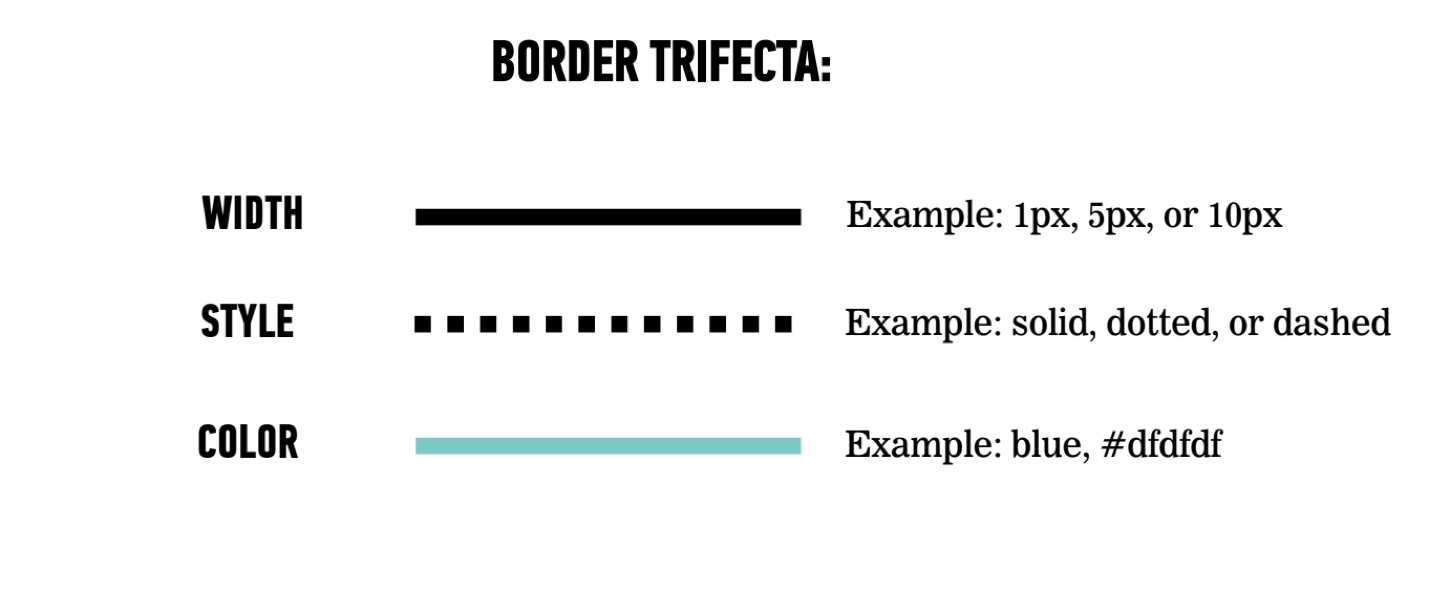 BORDER TRIFECTA:
WIDTH Example: 1px, 5px, or 10px
STYLE Example: solid, dotted, or dashed
COLOR Example: blue, #dfdfdf